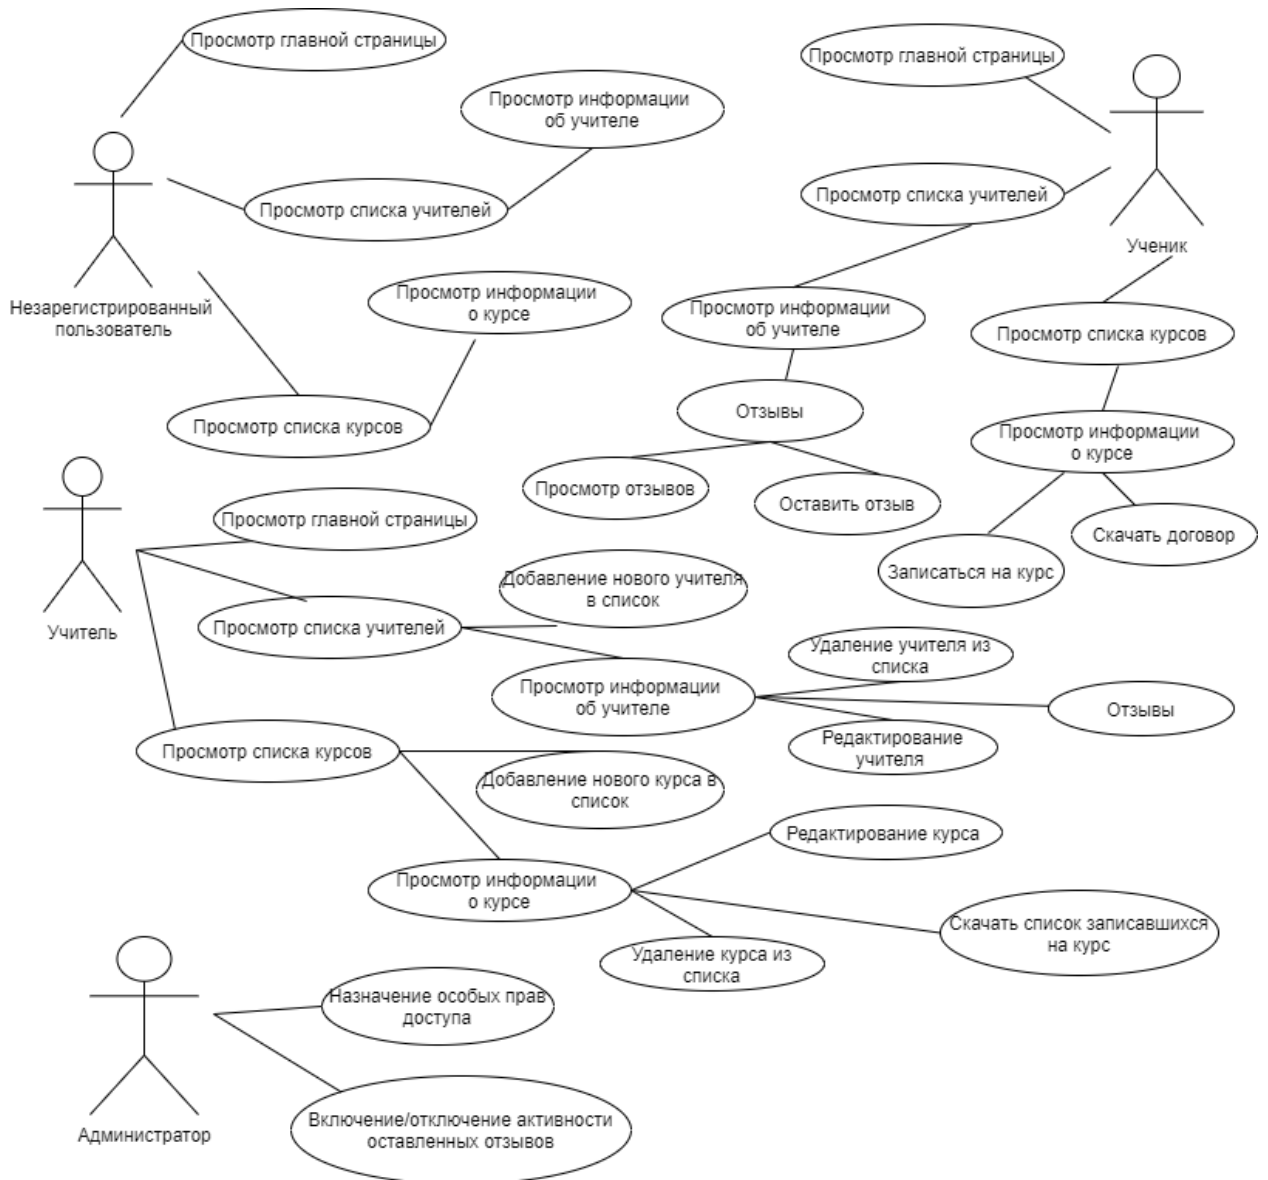 Просмотр главной страницы
Просмотр информации
об учителе
Просмотр списка учителей
Незарегистрированный
пользователь
Просмотр информации
о курсе
Просмотр списка курсов
Просмотр главной страницы
Просмотр списка учителей
Ученик
Просмотр информации
об учителе
Просмотр списка курсов
Отзывы
Просмотр информации
о курсе
Просмотр отзывов
Оставить отзыв
Скачать договор
Записаться на курс
Просмотр главной страницы
Учитель
Добавление нового учителя
в список
Просмотр списка учителей
Удаление учителя из
списка
Просмотр информации
об учителе
Отзывы
Редактирование
учителя
Просмотр списка курсов
Добавление нового курса в
список
Редактирование курса
Просмотр информации
о курсе
Скачать список записавшихся
на курс
Удаление курса из
списка
Назначение особых прав
доступа
Администратор
Включение/отключение активности
оставленных отзывов